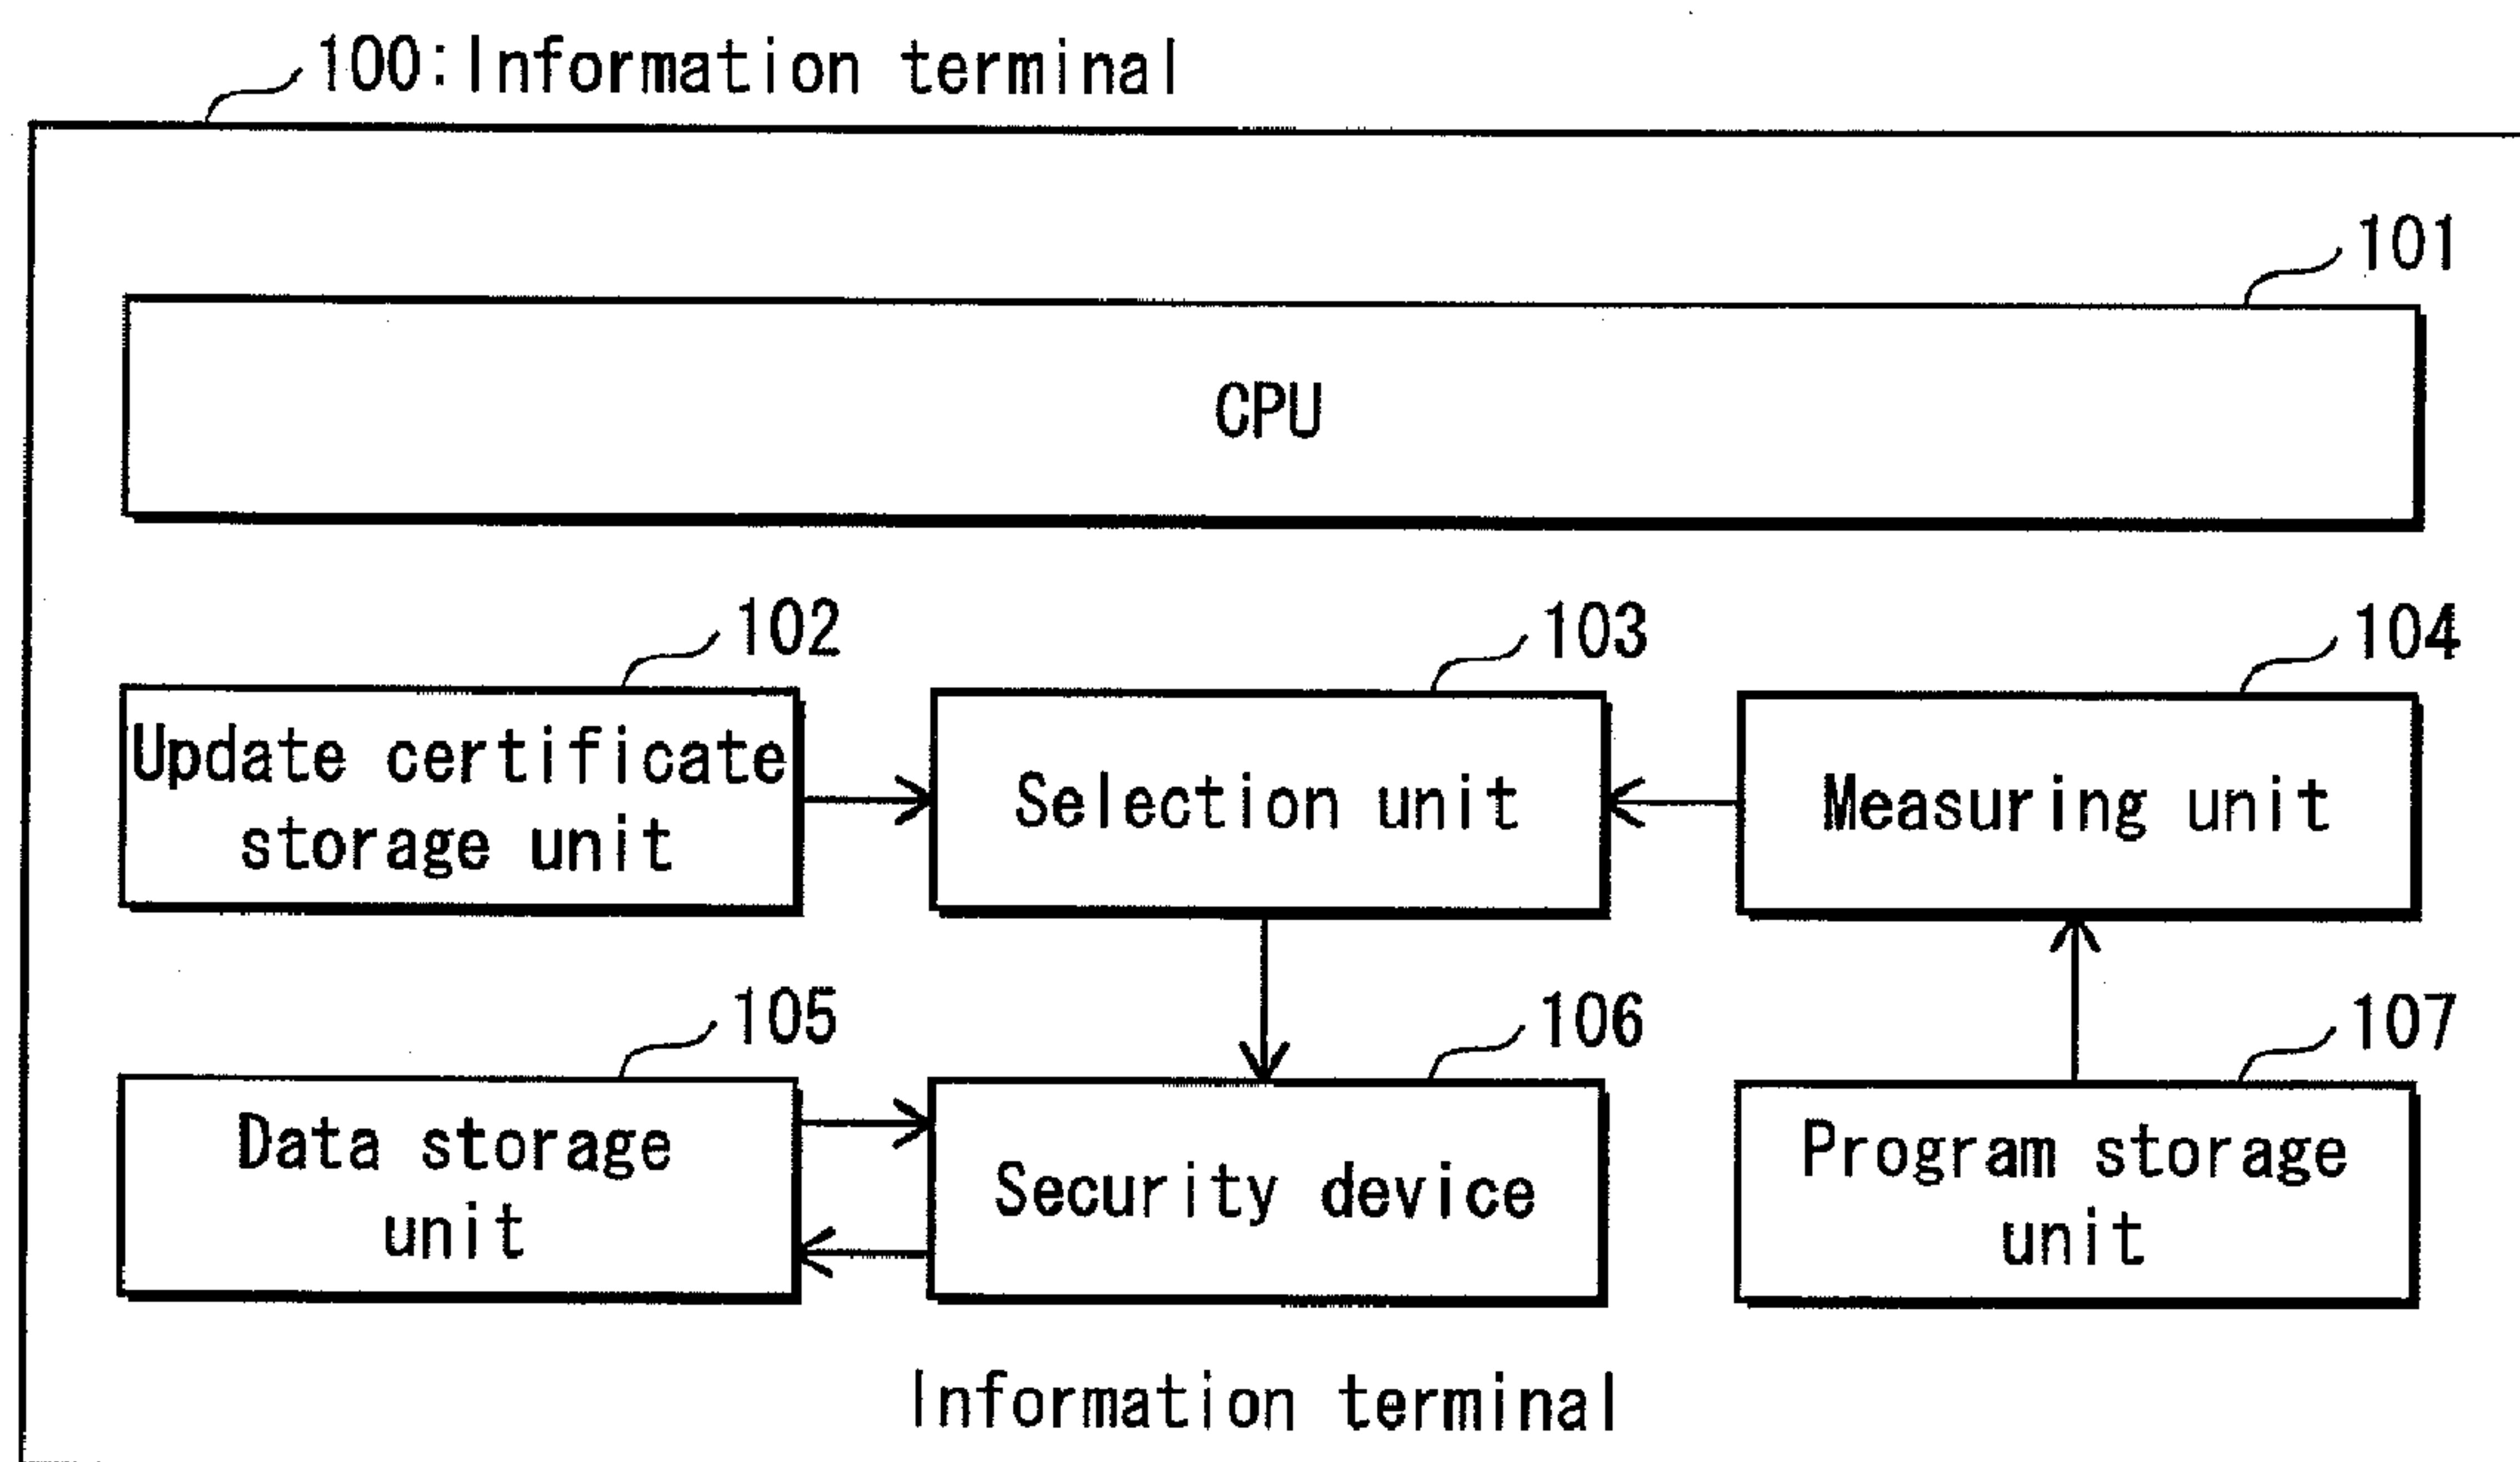 100:Information terminal
101
CPU
102
103
104
Update certificate
storage unit
Selection unit
Measuring unit
105
106
107
Data storage
unit
Security device
Program storage
unit
Information terminal